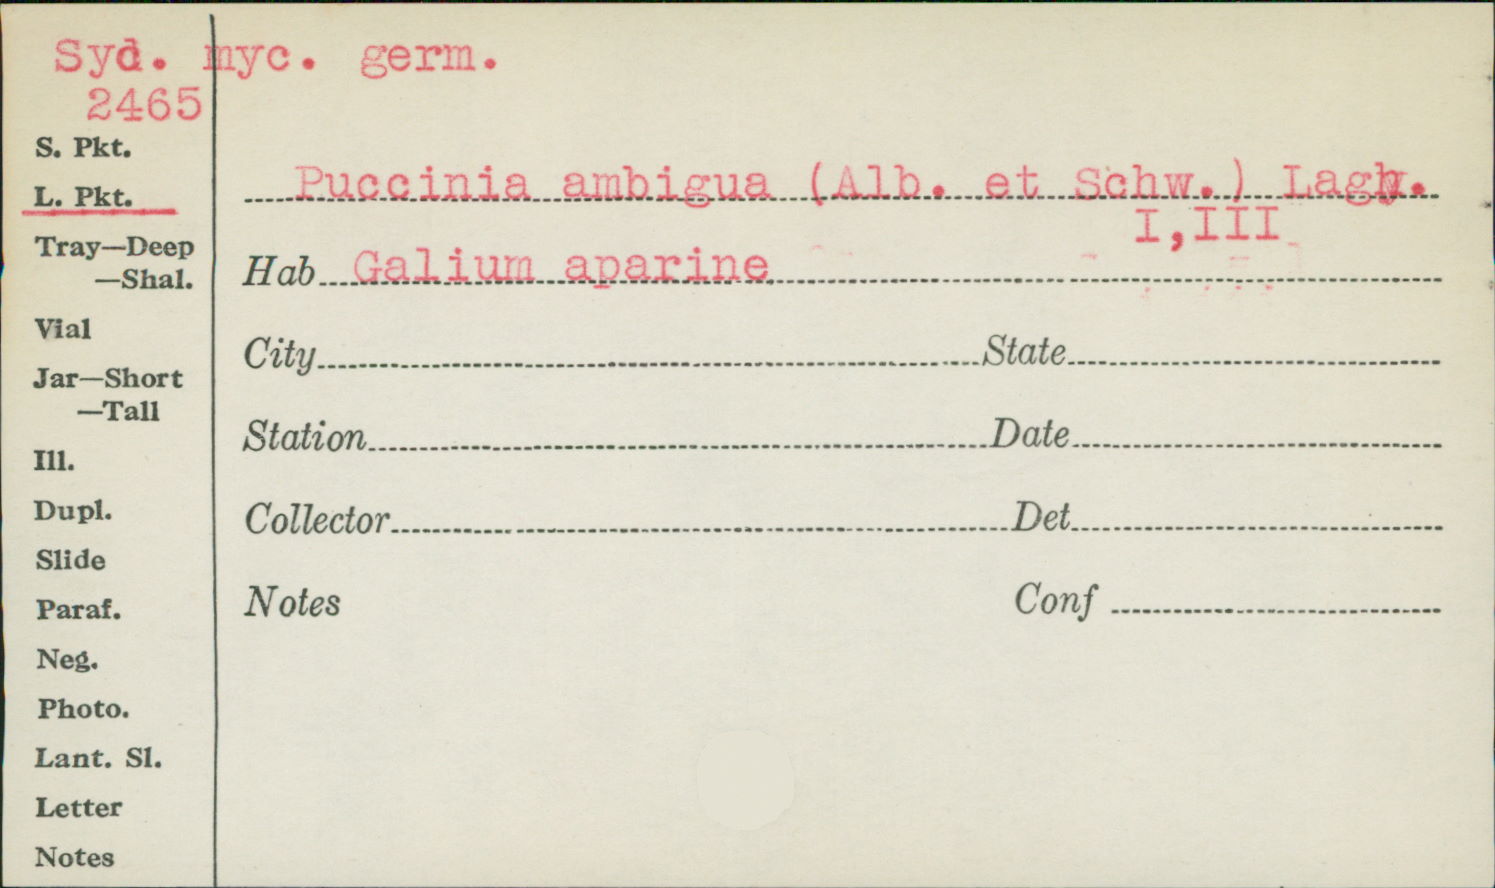 Syd. myc. germ.
2465
S. Pkt.
L. Pkt.
Puccinia ambigua (Alb. et Schw.) Lagh.
I,III
Tray—Deep
—Shal.
Hab Galium aparine
Vial
City State
Jar—Short
—Tall
Station Date
Ill.
Dupl.
Collector Det
Slide
Paraf.
Notes Conf
Neg.
Photo.
Lant. Sl.
Letter
Notes